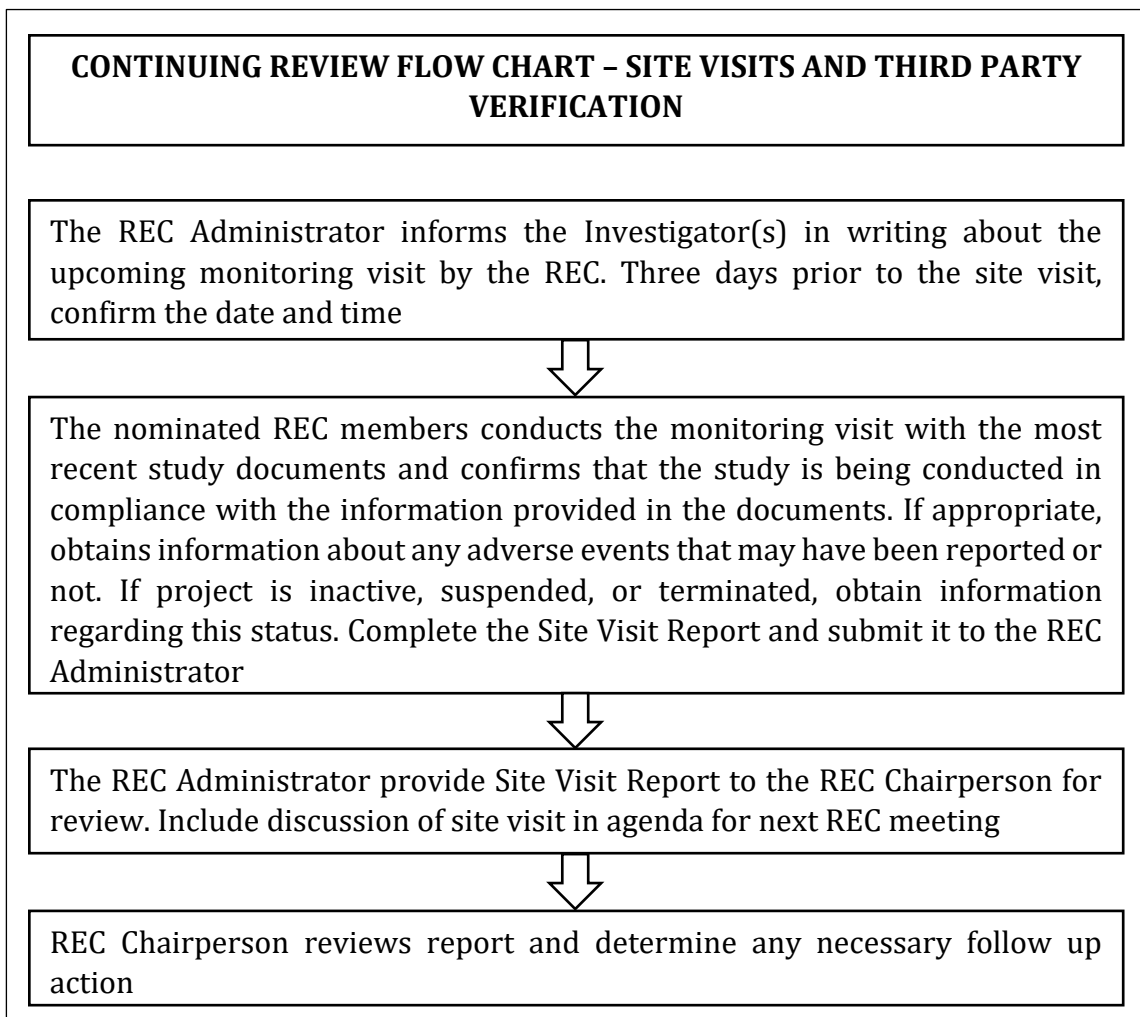 CONTINUING REVIEW FLOW CHART – SITE VISITS AND THIRD PARTY
VERIFICATION
The REC Administrator informs the Investigator(s) in writing about the
upcoming monitoring visit by the REC. Three days prior to the site visit,
confirm the date and time
The nominated REC members conducts the monitoring visit with the most
recent study documents and confirms that the study is being conducted in
compliance with the information provided in the documents. If appropriate,
obtains information about any adverse events that may have been reported or
not. If project is inactive, suspended, or terminated, obtain information
regarding this status. Complete the Site Visit Report and submit it to the REC
Administrator
The REC Administrator provide Site Visit Report to the REC Chairperson for
review. Include discussion of site visit in agenda for next REC meeting
REC Chairperson reviews report and determine any necessary follow up
action